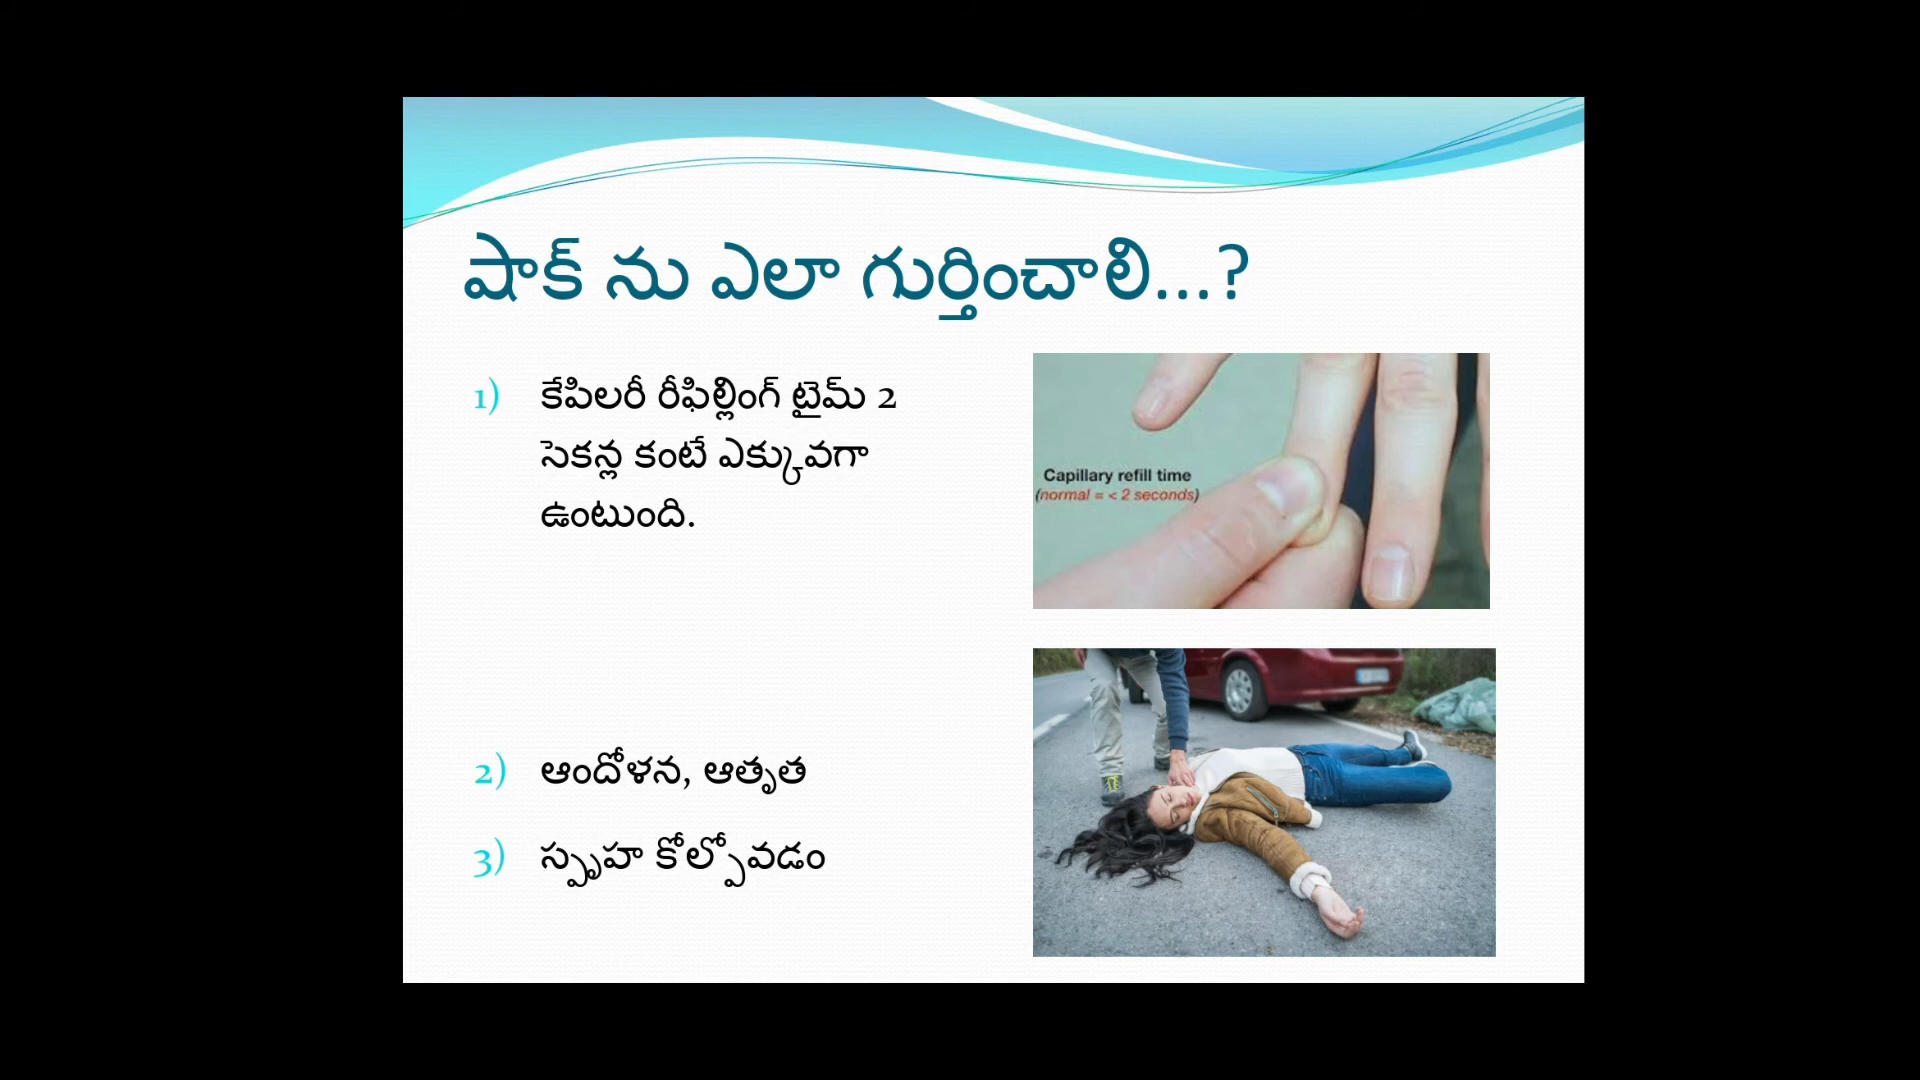 షాక్ ను ఎలా గుర్తించాలి...?
1) కేపిలరీ రీఫిల్లింగ్ టైమ్ 2
సెకన్ల కంటే ఎక్కువగా
ఉంటుంది.
Capillary refill time
(normal = < 2 seconds)
2) ఆందోళన, ఆతృత
3) స్పృహ కోల్పోవడం